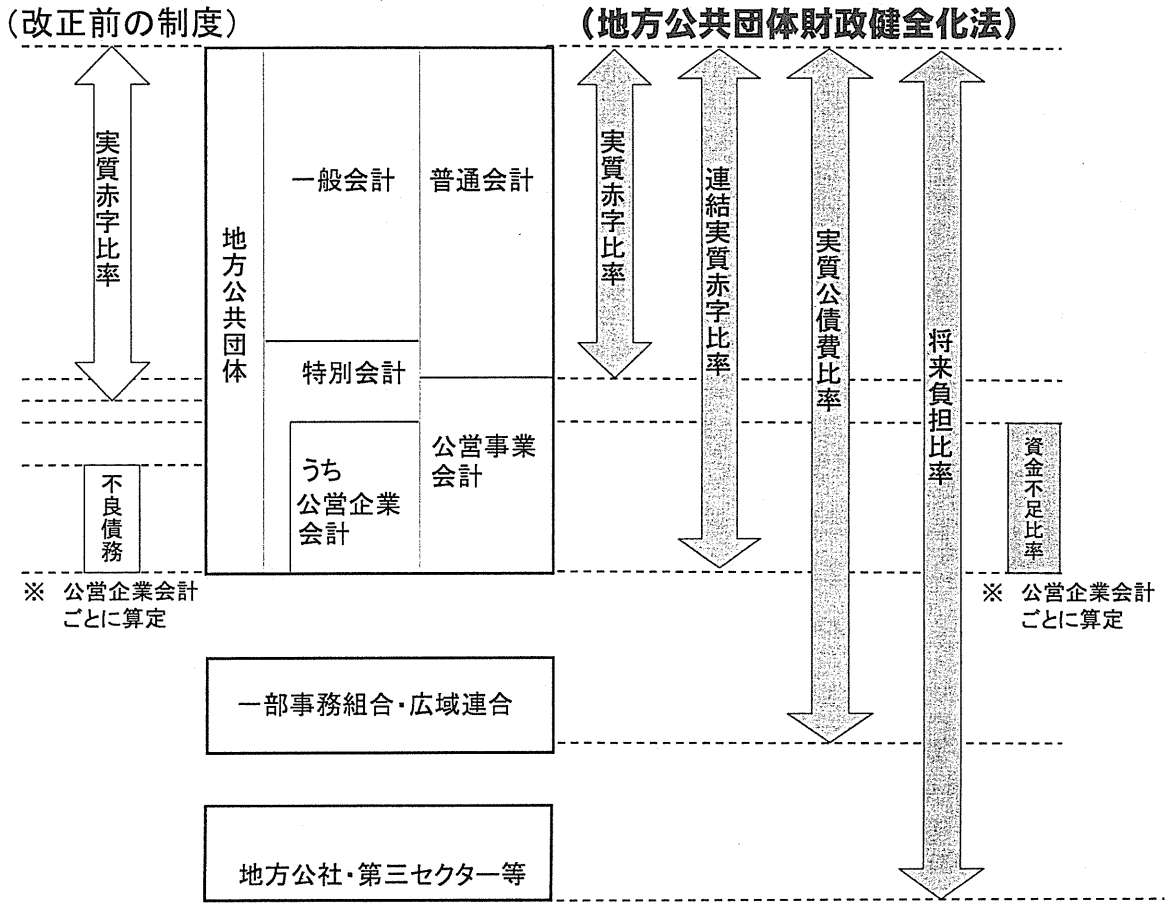 (改正前の制度)
(地方公共団体財政健全化法)
実質赤字比率
地方公共団体
一般会計
普通会計
特別会計
うち
公営企業
会計
公営事業
会計
不良債務
※ 公営企業会計
ごとに算定
実質赤字比率
連結実質赤字比率
実質公債費比率
将来負担比率
資金不足比率
※ 公営企業会計
ごとに算定
一部事務組合・広域連合
地方公社・第三セクター等